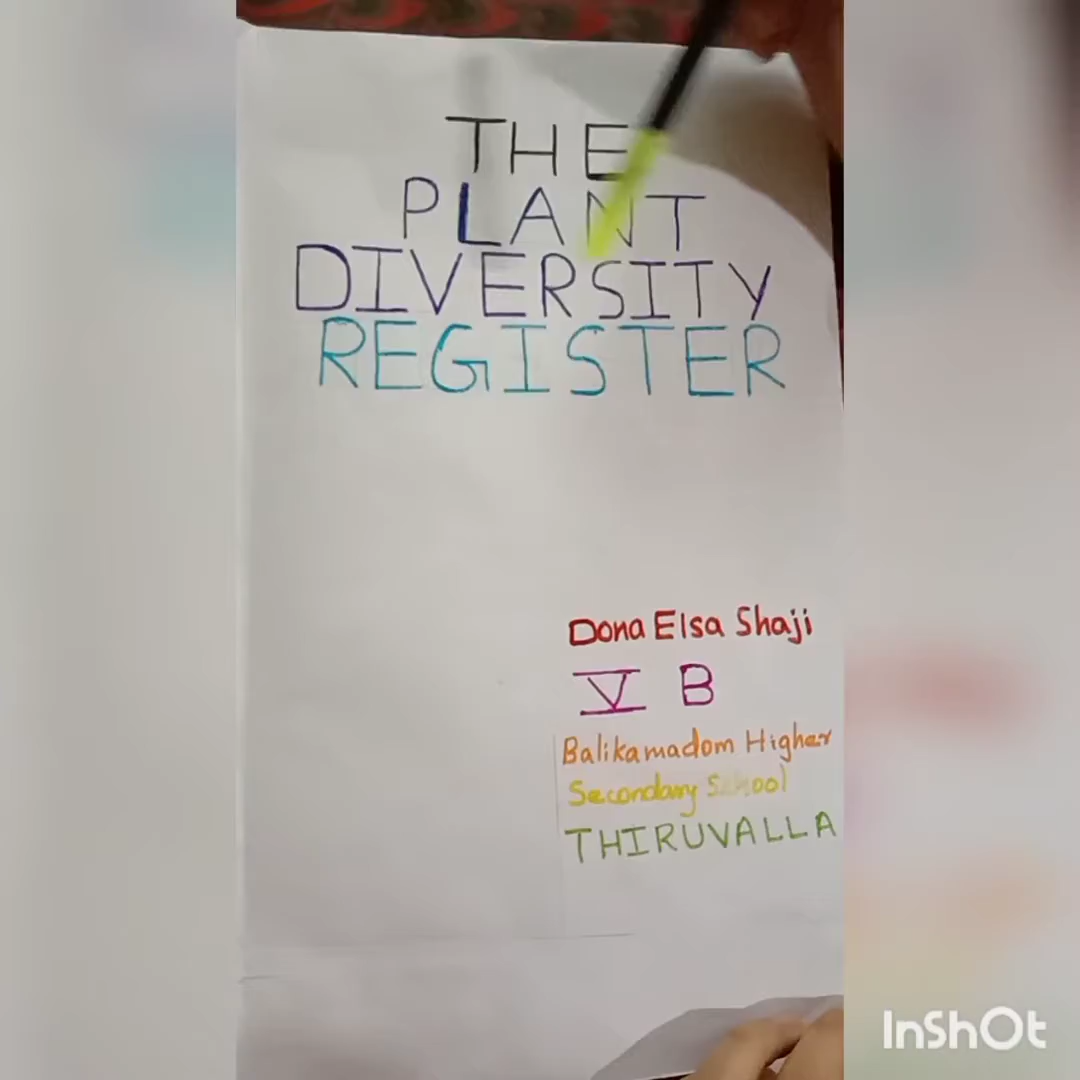 THE
PLANT
DIVERSITY
REGISTER
Dona Elsa Shaji
V B
Balikamadom Higher
Secondary School
THIRUVALLA
InShOt